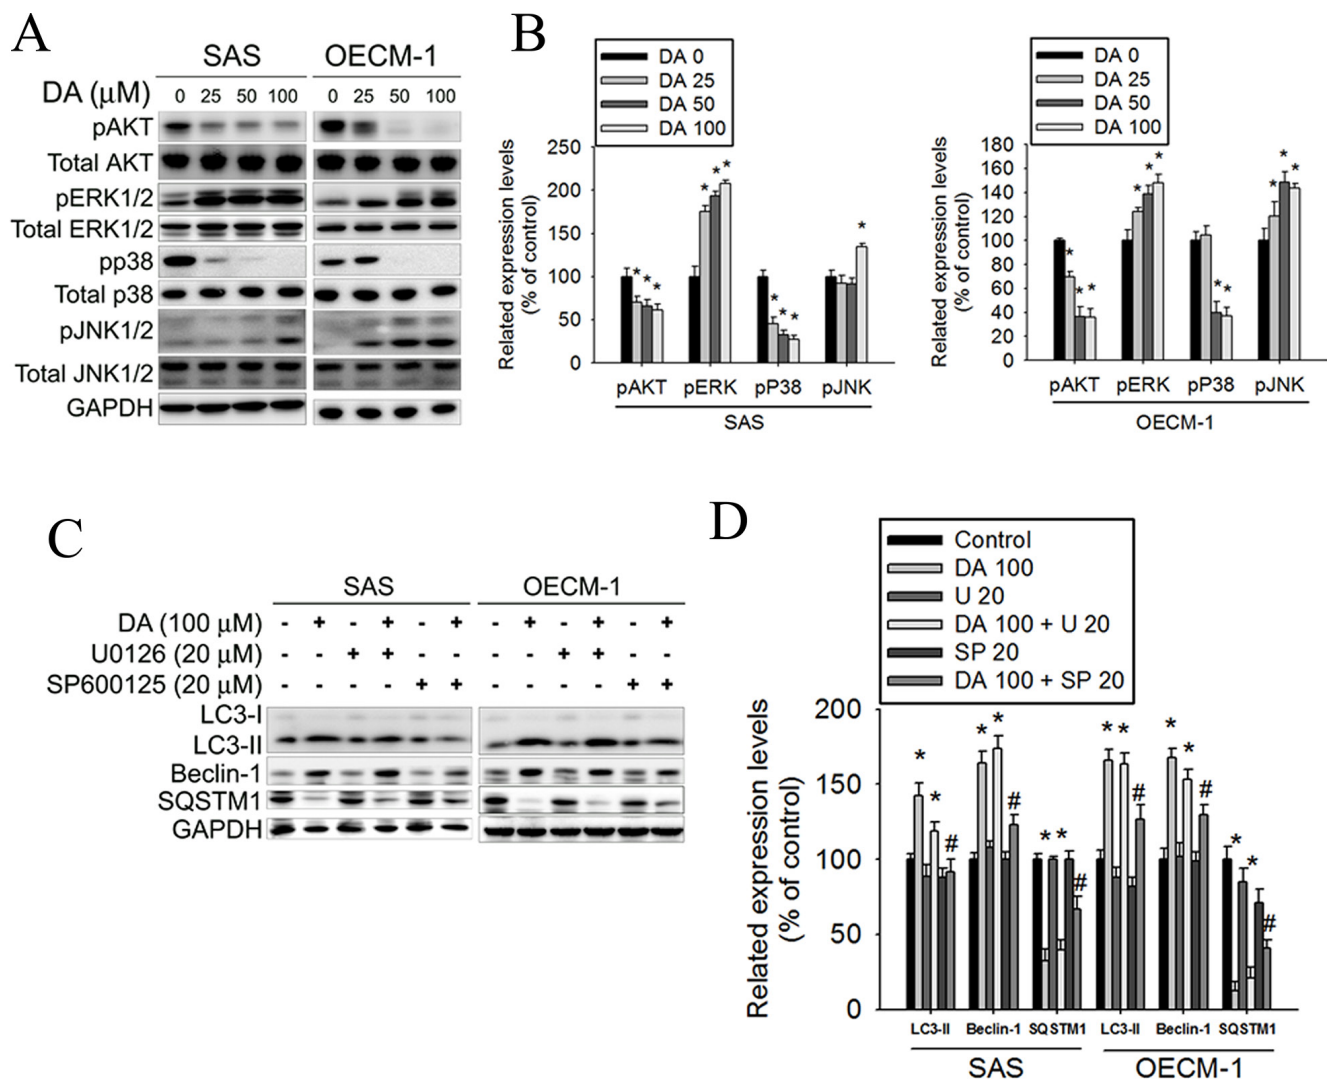 A
SAS OECM-1
DA (μM) 0 25 50 100 0 25 50 100
pAKT
Total AKT
pERK1/2
Total ERK1/2
pp38
Total p38
pJNK1/2
Total JNK1/2
GAPDH
B
DA 0
DA 25
DA 50
DA 100
Related expression levels
(% of control)
250
200
150
100
50
0
* * * * * * * * * *
pAKT pERK pP38 pJNK
SAS
DA 0
DA 25
DA 50
DA 100
Related expression levels
(% of control)
180
160
140
120
100
80
60
40
20
0
* * * * * * * * * * *
pAKT pERK pP38 pJNK
OECM-1
C
SAS OECM-1
DA (100 μM) - + - + - + - + - + - +
U0126 (20 μM) - - + + - - - - + + - -
SP600125 (20 μM) - - - - + + - - - - + +
LC3-I
LC3-II
Beclin-1
SQSTM1
GAPDH
D
Control
DA 100
U 20
DA 100 + U 20
SP 20
DA 100 + SP 20
Related expression levels
(% of control)
200
150
100
50
0
* * # * * # * * # * * # * * # * * #
LC3-II Beclin-1 SQSTM1 LC3-II Beclin-1 SQSTM1
SAS OECM-1